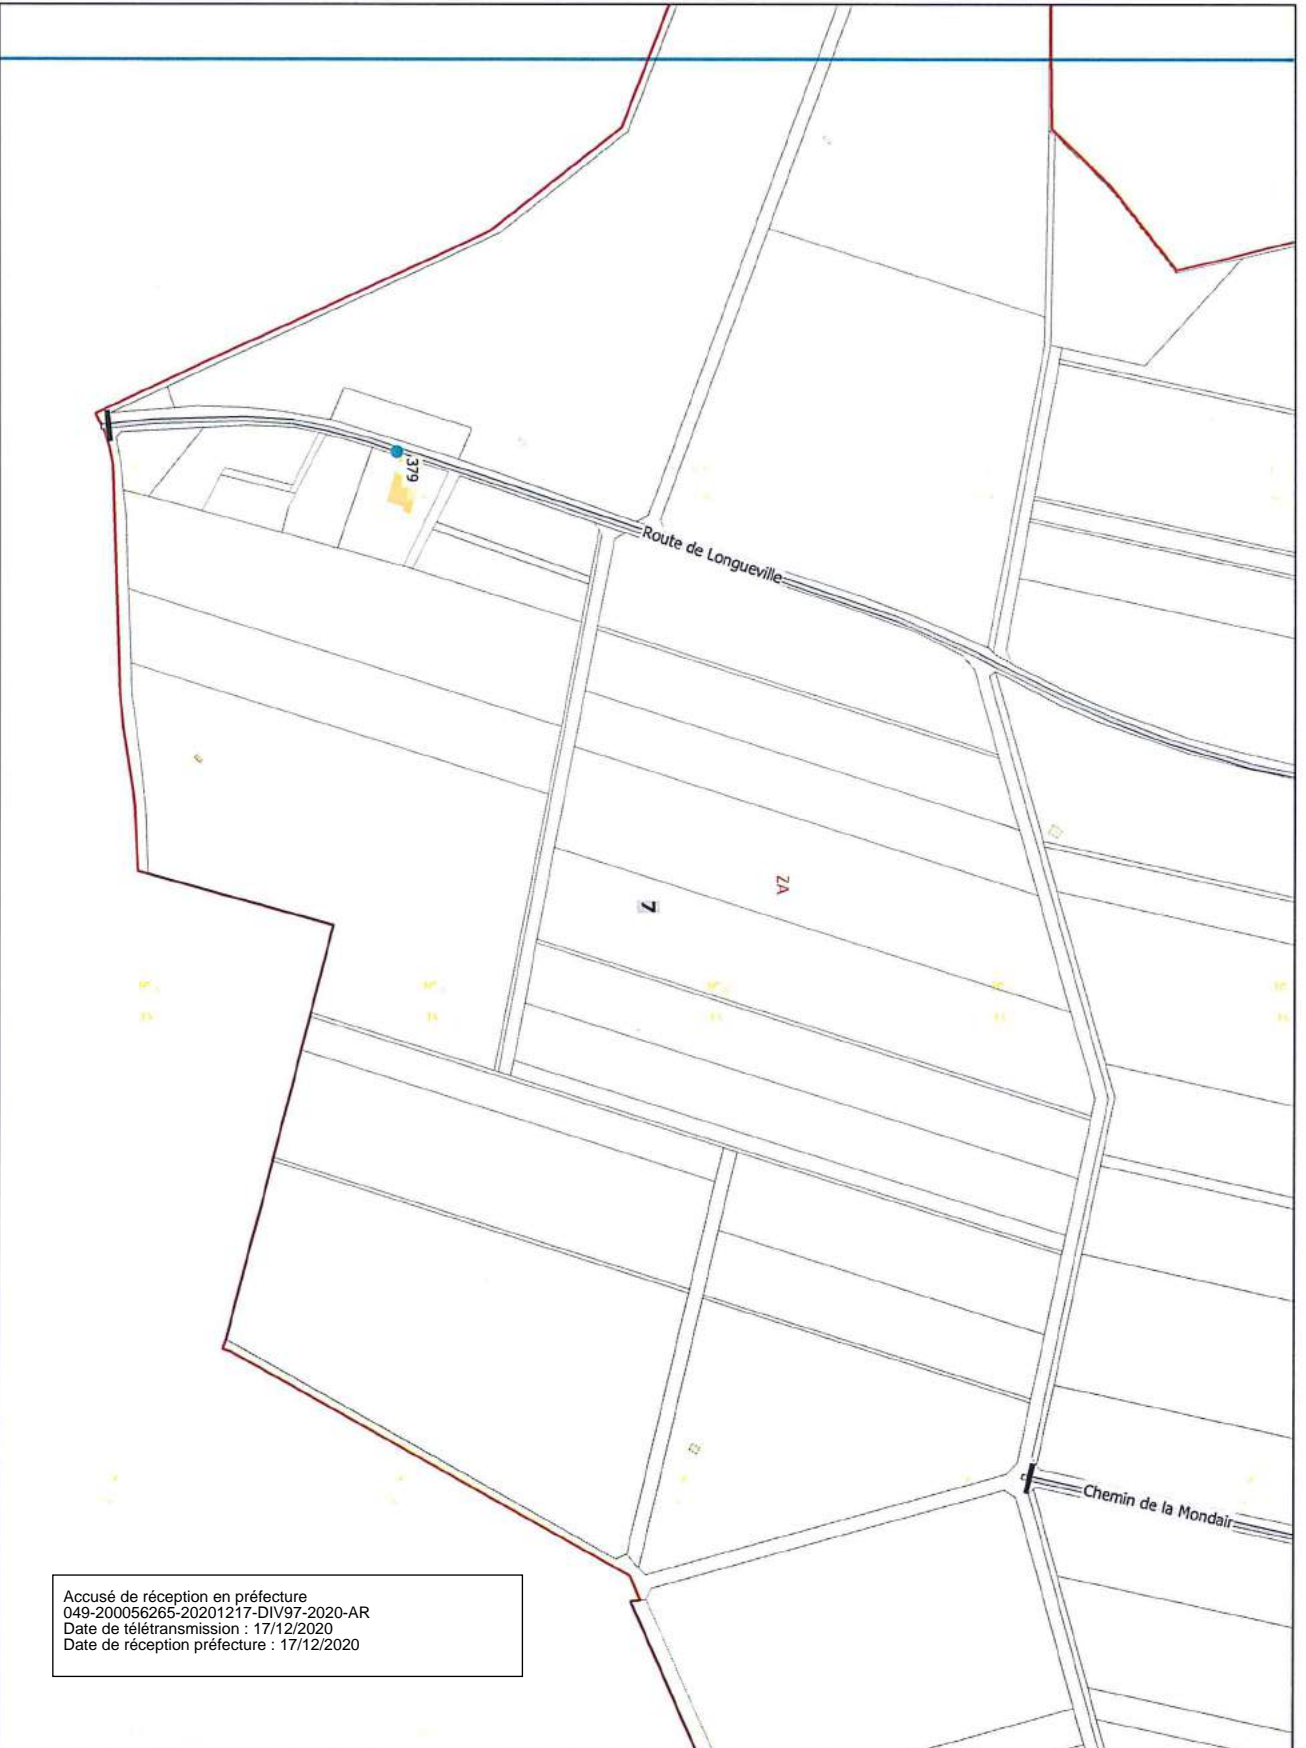 379
Route de Longueville
ZA
7
Chemin de la Mondair
Accusé de réception en préfecture
049-200056265-20201217-DIV97-2020-AR
Date de télétransmission : 17/12/2020
Date de réception préfecture : 17/12/2020